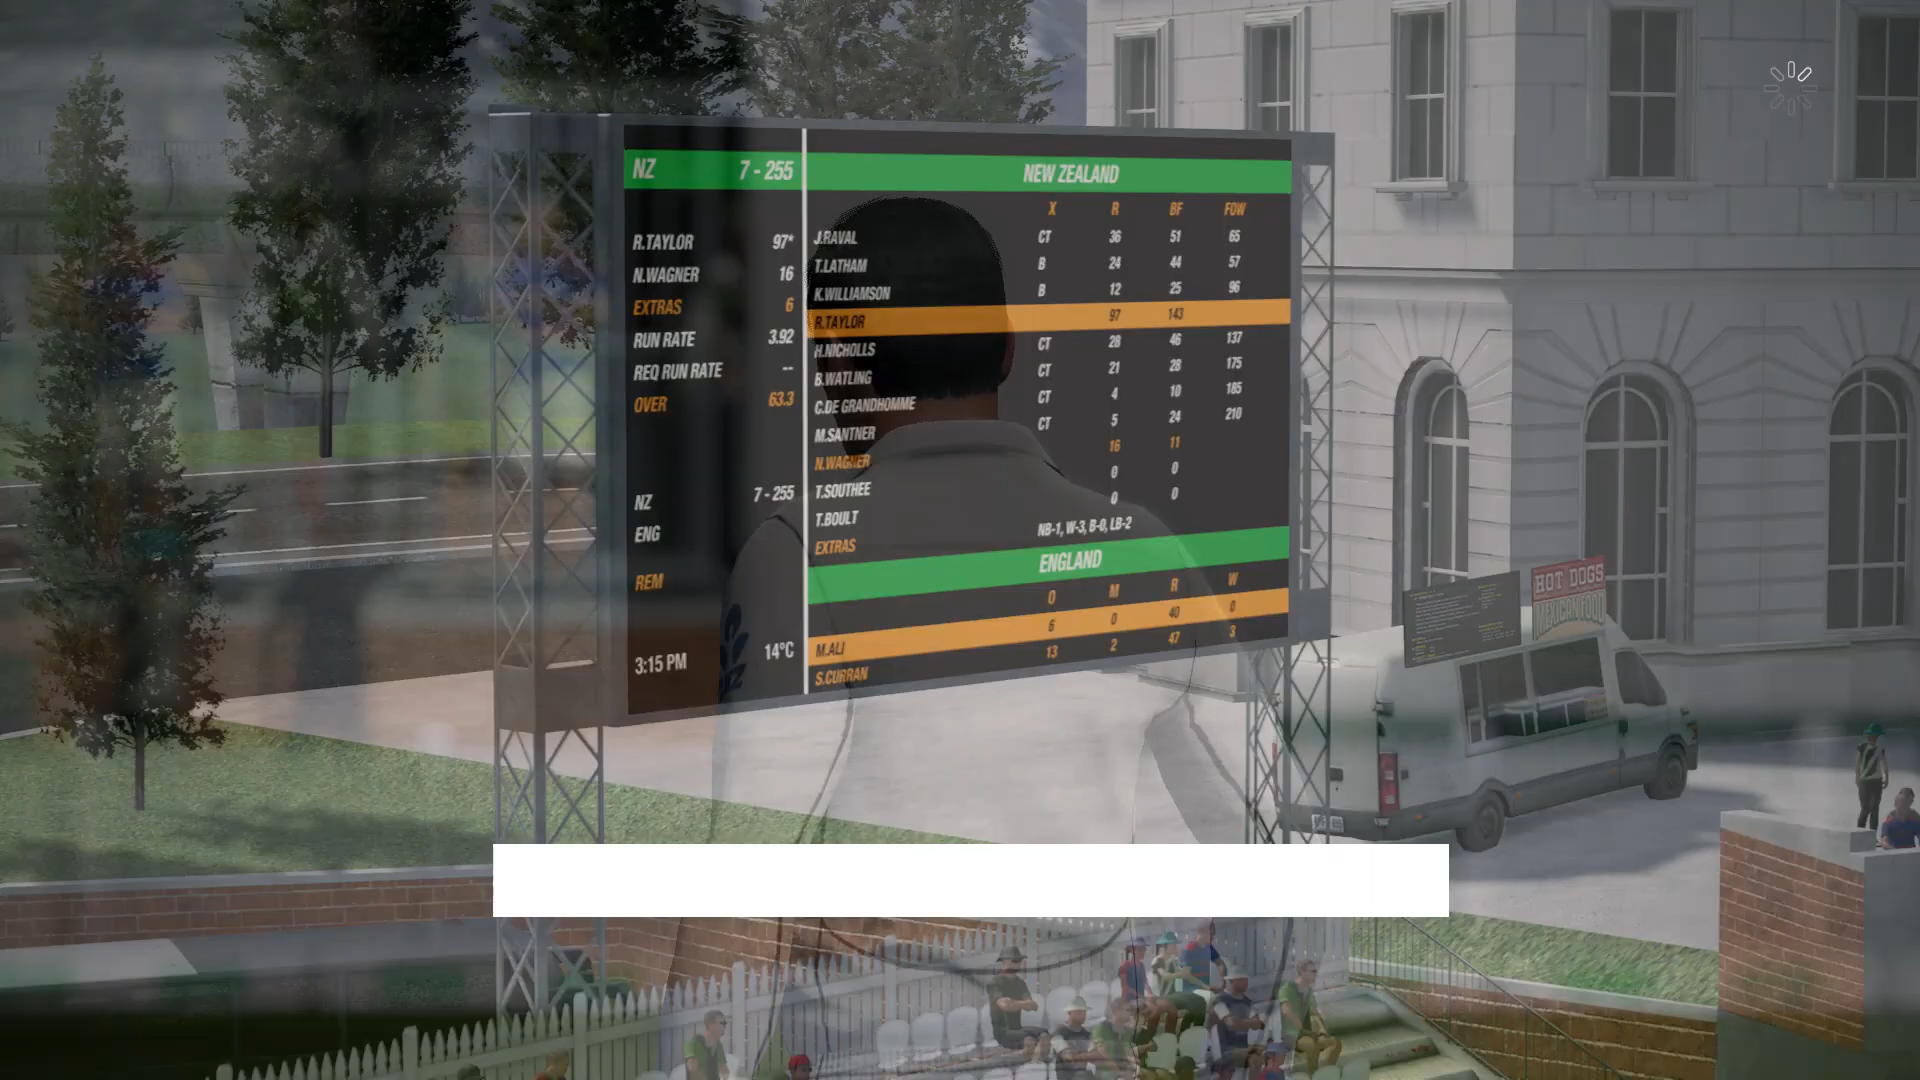 NZ 7 - 255
R.TAYLOR 97*
N.WAGNER 16
EXTRAS 6
RUN RATE 3.92
REQ RUN RATE --
OVER 63.3
NZ 7 - 255
ENG
REM
3:15 PM 14°C
NEW ZEALAND
X R BF FOW
J.RAVAL CT 36 51 65
T.LATHAM B 24 44 57
K.WILLIAMSON B 12 25 96
R.TAYLOR 97 143
H.NICHOLLS CT 28 46 137
B.WATLING CT 21 28 175
C.DE GRANDHOMME CT 4 10 185
M.SANTNER CT 5 24 210
N.WAGNER 16 11
T.SOUTHEE 0 0
T.BOULT 0 0
EXTRAS NB-1, W-3, B-0, LB-2
ENGLAND
O M R W
M.ALI 6 0 40 0
S.CURRAN 13 2 47 3
HOT DOGS
MEXICAN FOOD